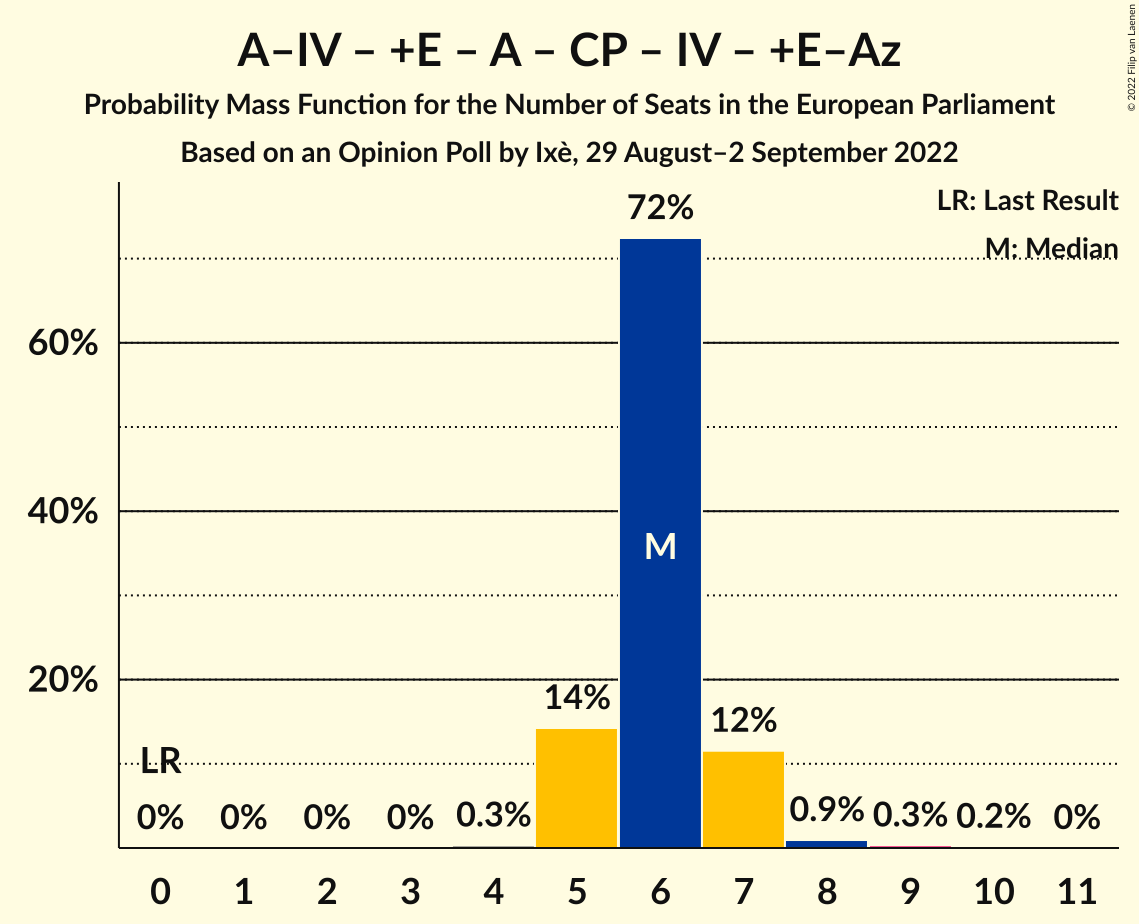 A–IV – +E – A – CP – IV – +E–Az
Probability Mass Function for the Number of Seats in the European Parliament
Based on an Opinion Poll by Ixè, 29 August–2 September 2022
© 2022 Filip van Laenen
LR: Last Result
M: Median
72%
60%
40%
M
20%
14%
12%
LR
0% 0% 0% 0% 0.3% 0.9% 0.3% 0.2% 0%
0 1 2 3 4 5 6 7 8 9 10 11